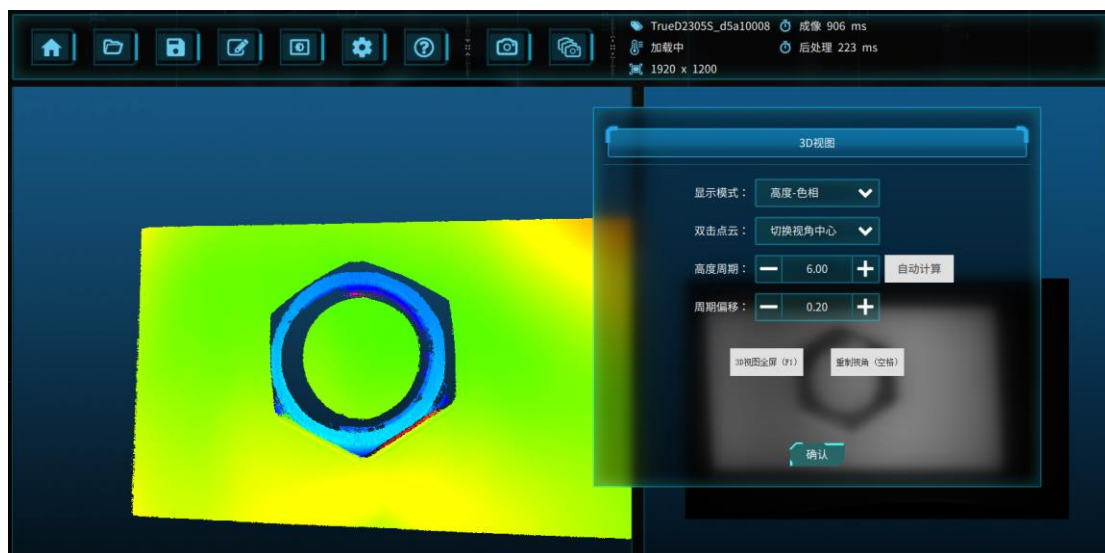 TrueD2305S_d5a10008 成像 906 ms
加载中 后处理 223 ms
1920 x 1200
3D视图
显示模式： 高度-色相
双击点云： 切换视角中心
高度周期： 6.00 自动计算
周期偏移： 0.20
3D视图全屏（F1） 重制视角（空格）
确认